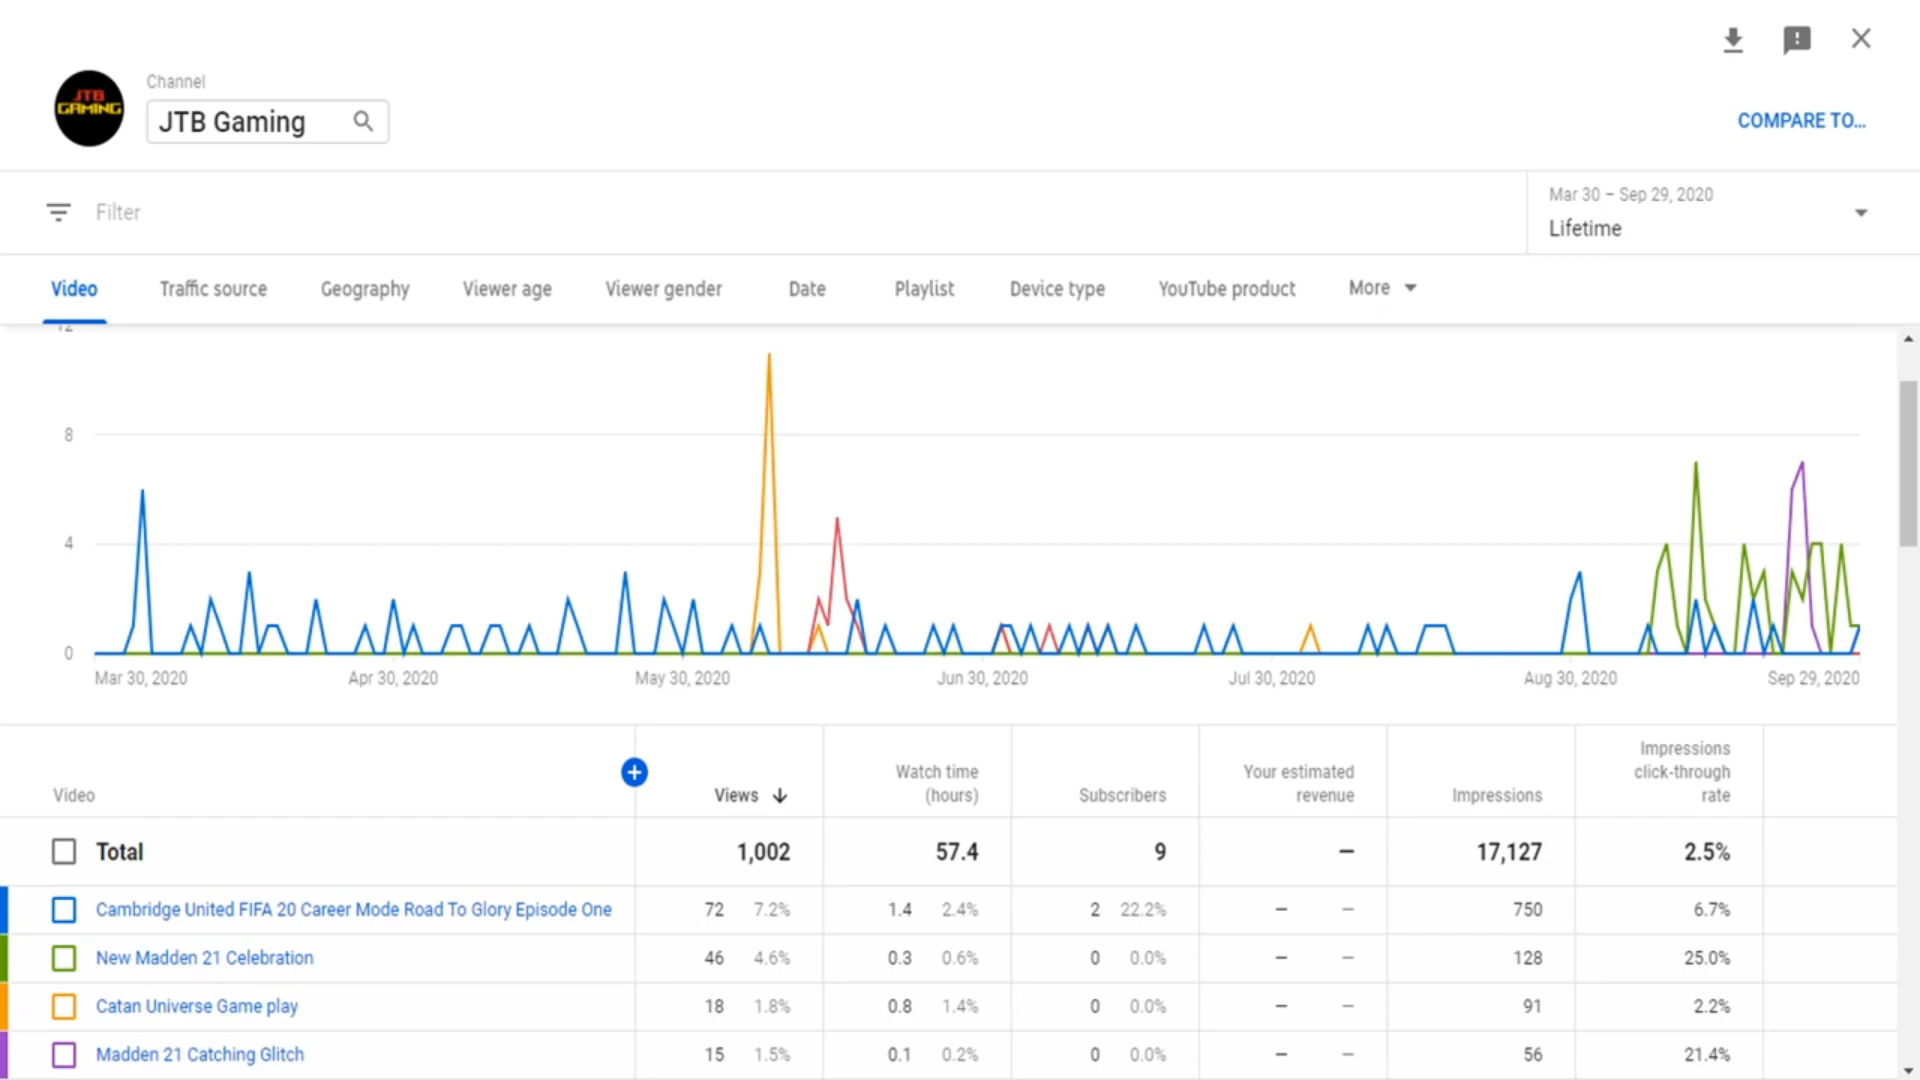 JTB
GAMING
Channel
JTB Gaming
COMPARE TO...
Filter
Mar 30 – Sep 29, 2020
Lifetime
Video Traffic source Geography Viewer age Viewer gender Date Playlist Device type YouTube product More
12
8
4
0
Mar 30, 2020 Apr 30, 2020 May 30, 2020 Jun 30, 2020 Jul 30, 2020 Aug 30, 2020 Sep 29, 2020
Video
Views
Watch time
(hours)
Subscribers
Your estimated
revenue
Impressions
Impressions
click-through
rate
Total 1,002 57.4 9 – 17,127 2.5%
Cambridge United FIFA 20 Career Mode Road To Glory Episode One 72 7.2% 1.4 2.4% 2 22.2% – – 750 6.7%
New Madden 21 Celebration 46 4.6% 0.3 0.6% 0 0.0% – – 128 25.0%
Catan Universe Game play 18 1.8% 0.8 1.4% 0 0.0% – – 91 2.2%
Madden 21 Catching Glitch 15 1.5% 0.1 0.2% 0 0.0% – – 56 21.4%